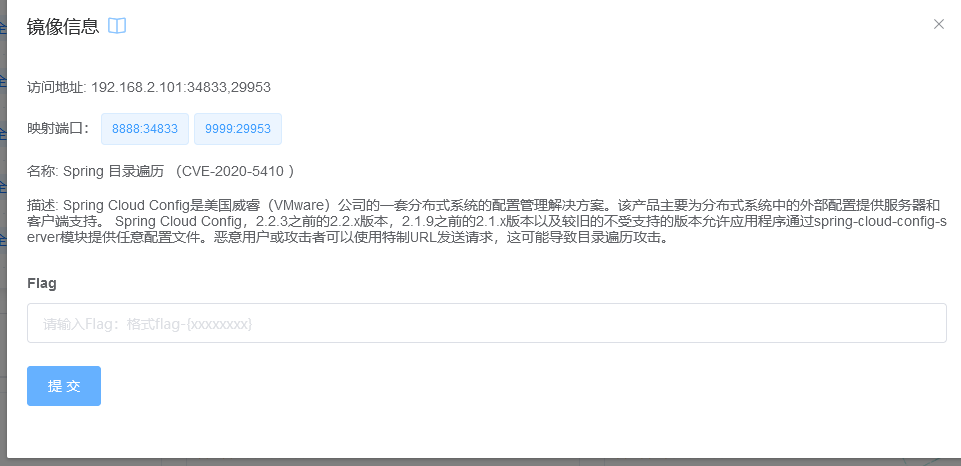 镜像信息
访问地址: 192.168.2.101:34833,29953
映射端口： 8888:34833 9999:29953
名称: Spring 目录遍历 （CVE-2020-5410 ）
描述: Spring Cloud Config是美国威睿（VMware）公司的一套分布式系统的配置管理解决方案。该产品主要为分布式系统中的外部配置提供服务器和
客户端支持。 Spring Cloud Config，2.2.3之前的2.2.x版本，2.1.9之前的2.1.x版本以及较旧的不受支持的版本允许应用程序通过spring-cloud-config-s
erver模块提供任意配置文件。恶意用户或攻击者可以使用特制URL发送请求，这可能导致目录遍历攻击。
Flag
请输入Flag：格式flag-{xxxxxxxx}
提 交